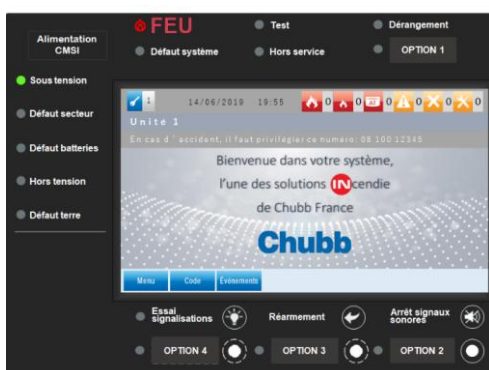 Alimentation
CMSI
FEU
Test
Dérangement
Défaut système
Hors service
OPTION 1
Sous tension
Défaut secteur
Défaut batteries
Hors tension
Défaut terre
1 14/06/2019 19:55 0 0 0 0 0 0
Unité 1
En cas d'accident, il faut privilégier ce numéro: 08 100 12345
Bienvenue dans votre système,
l'une des solutions INcendie
de Chubb France
Chubb
Menu Code Événements
Essai
signalisations
Réarmement
Arrêt signaux
sonores
OPTION 4
OPTION 3
OPTION 2